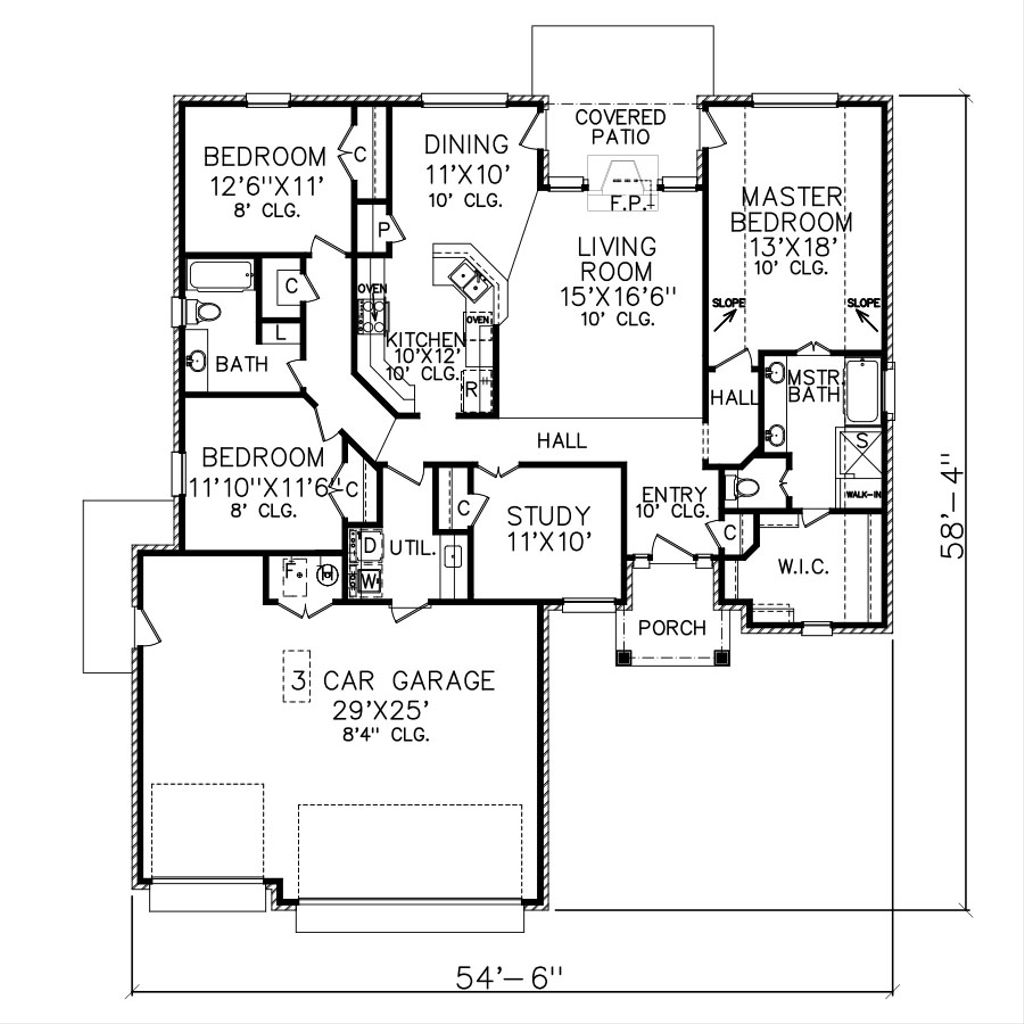 COVERED
PATIO
BEDROOM
12'6"X11'
8' CLG.
C
DINING
11'X10'
10' CLG.
F.P.
MASTER
BEDROOM
13'X18'
10' CLG.
P
LIVING
ROOM
15'X16'6"
10' CLG.
C
OVEN
OVEN
SLOPE
SLOPE
L
BATH
KITCHEN
10'X12'
10' CLG.
R
HALL
MSTR
BATH
S
HALL
BEDROOM
11'10"X11'6"
8' CLG.
C
WALK-IN
ENTRY
10' CLG.
C
STUDY
11'X10'
C
D
UTIL.
W
F
H
W.I.C.
PORCH
3 CAR GARAGE
29'X25'
8'4" CLG.
58'-4"
54'-6"